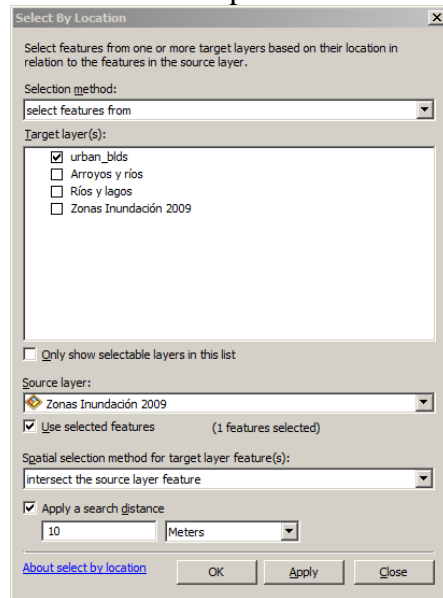 Select By Location
Select features from one or more target layers based on their location in
relation to the features in the source layer.
Selection method:
select features from
Target layer(s):
urban_blds
Arroyos y ríos
Ríos y lagos
Zonas Inundación 2009
Only show selectable layers in this list
Source layer:
Zonas Inundación 2009
Use selected features (1 features selected)
Spatial selection method for target layer feature(s):
intersect the source layer feature
Apply a search distance
10 Meters
About select by location OK Apply Close